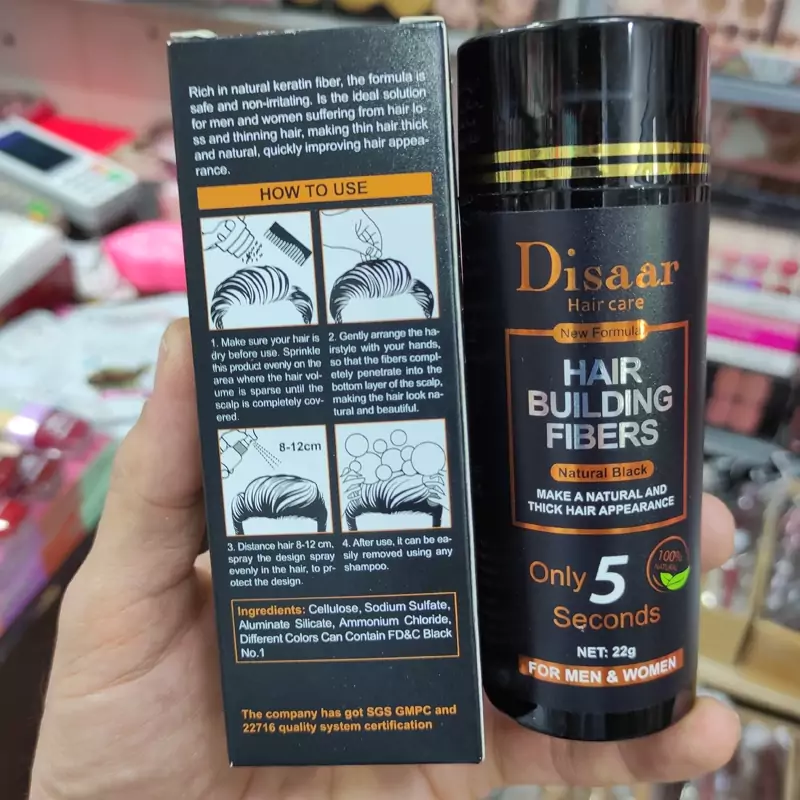 Rich in natural keratin fiber, the formula is
safe and non-irritating. Is the ideal solution
for men and women suffering from hair lo-
ss and thinning hair, making thin hair thick
and natural, quickly improving hair appea-
rance.
HOW TO USE
1. Make sure your hair is
dry before use. Sprinkle
this product evenly on the
area where the hair vol-
ume is sparse until the
scalp is completely cov-
ered.
2. Gently arrange the ha-
irstyle with your hands,
so that the fibers compl-
etely penetrate into the
bottom layer of the scalp,
making the hair look na-
tural and beautiful.
8-12cm
3. Distance hair 8-12 cm,
spray the design spray
evenly in the hair, to pr-
otect the design.
4. After use, it can be ea-
sily removed using any
shampoo.
Ingredients: Cellulose, Sodium Sulfate,
Aluminate Silicate, Ammonium Chloride,
Different Colors Can Contain FD&C Black
No.1
The company has got SGS GMPC and
22716 quality system certification
Disaar
Hair care
New Formula
HAIR
BUILDING
FIBERS
Natural Black
MAKE A NATURAL AND
THICK HAIR APPEARANCE
Only 5
Seconds
100%
NATURAL
NET: 22g
FOR MEN & WOMEN